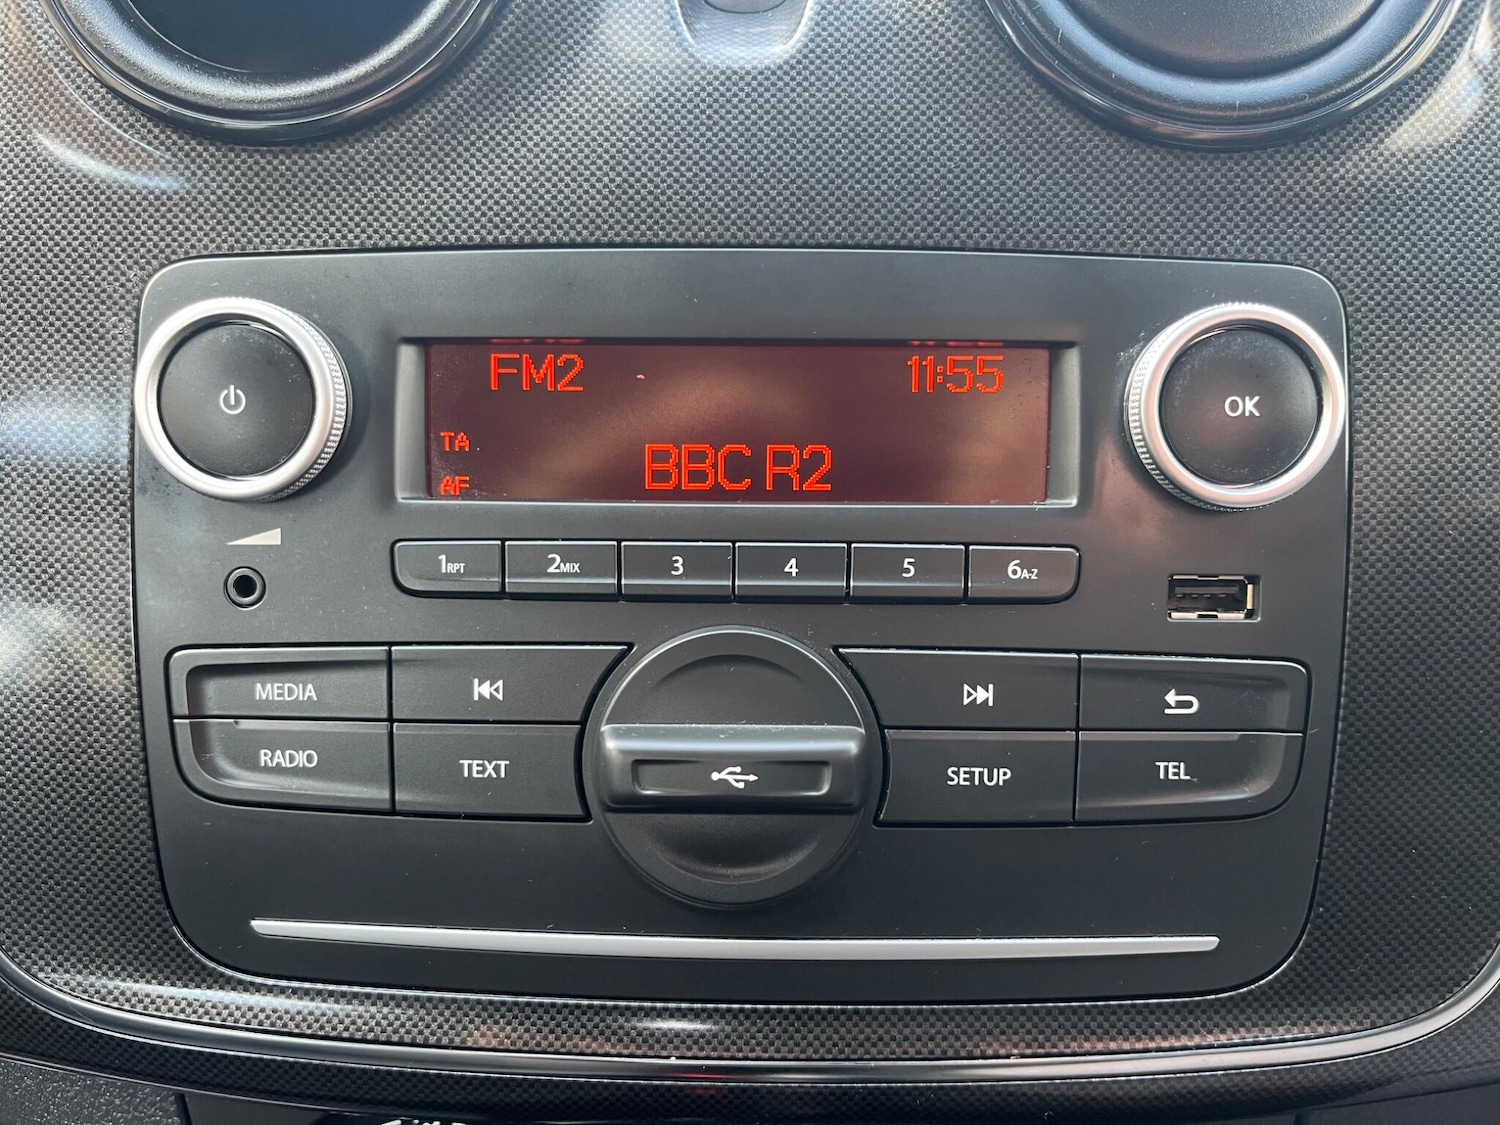 FM2 11:55
OK
TA
BBC R2
AF
1RPT 2MIX 3 4 5 6A-Z
MEDIA
RADIO TEXT SETUP TEL